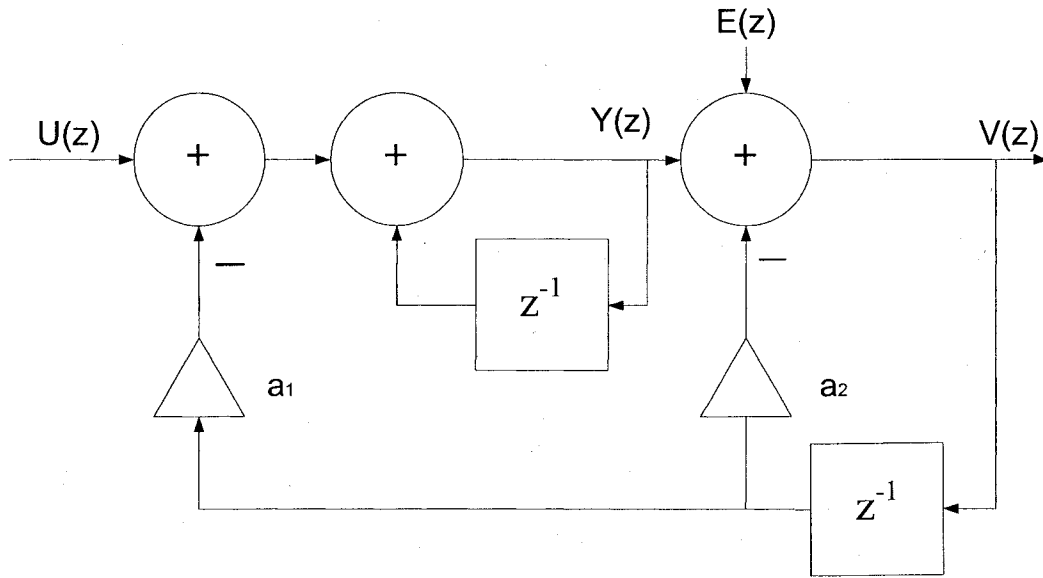 E(z)
U(z)
+
+
Y(z)
+
V(z)
—
—
z⁻¹
a₁
a₂
z⁻¹